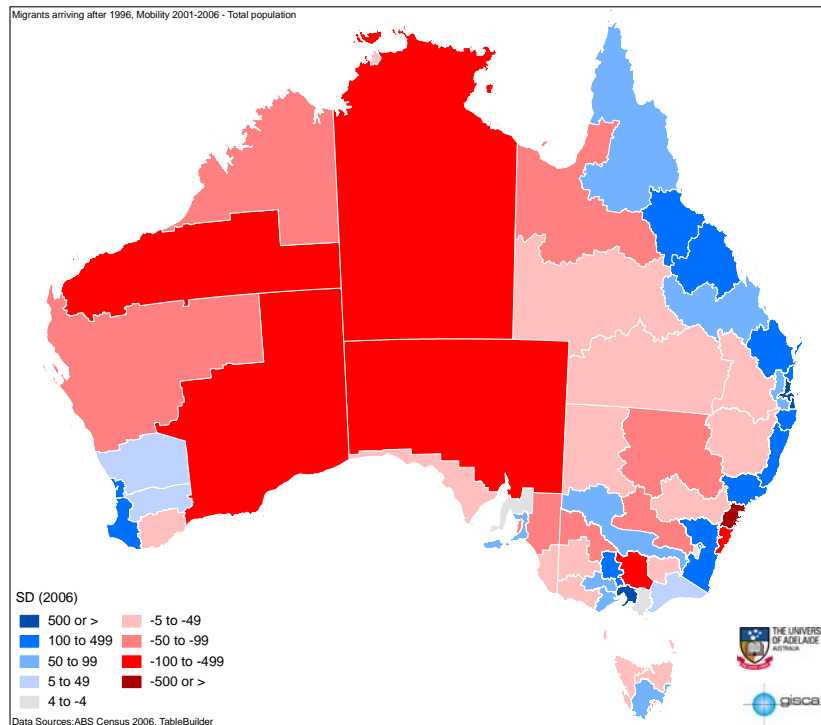 Migrants arriving after 1996, Mobility 2001-2006 - Total population
SD (2006)
500 or > -5 to -49
100 to 499 -50 to -99
50 to 99 -100 to -499
5 to 49 -500 or >
4 to -4
THE UNIVERS
OF ADELAIDE
AUSTRALIA
gisca
Data Sources:ABS Census 2006, TableBuilder